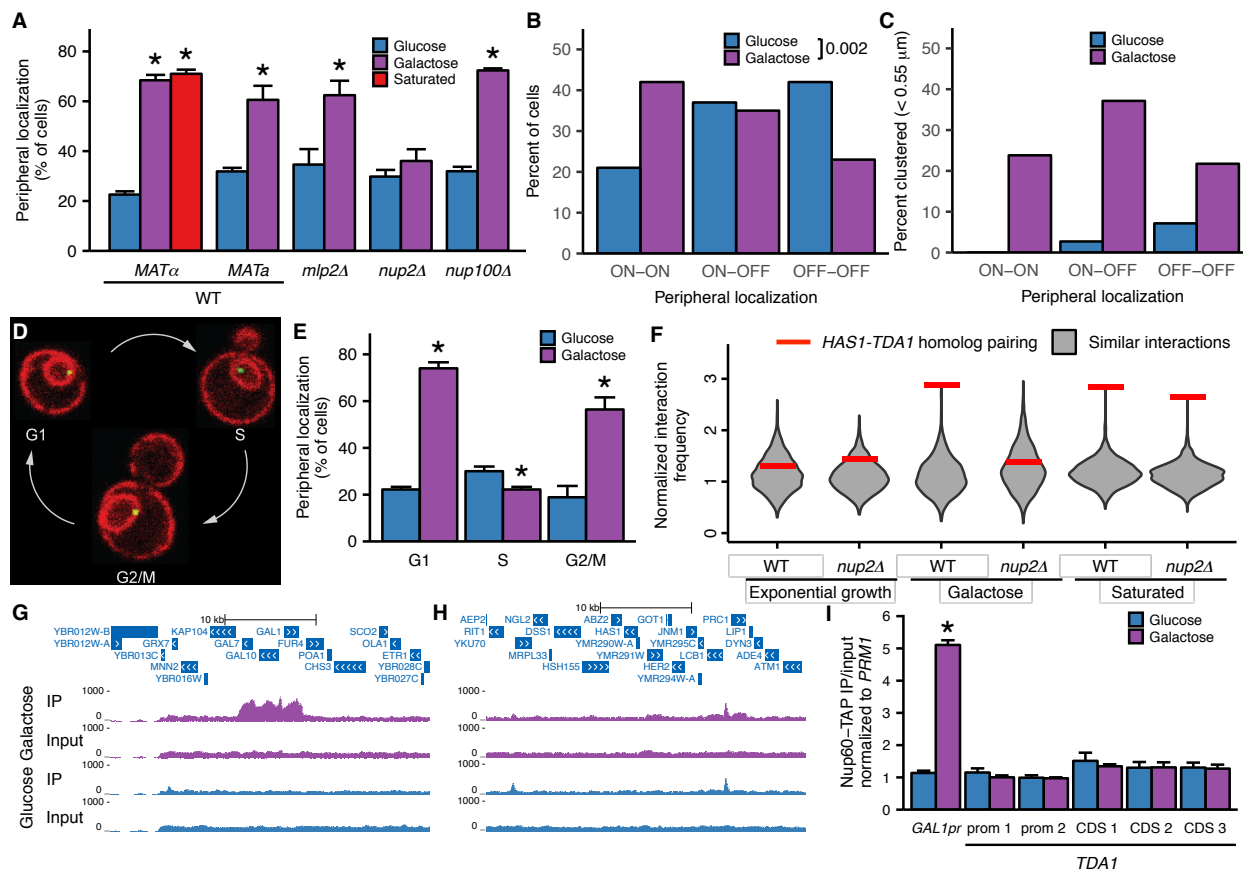 A
Peripheral localization
(% of cells)
80
60
40
20
0
Glucose
Galactose
Saturated
* * * * *
MATα MATa mlp2Δ nup2Δ nup100Δ
WT
B
Percent of cells
50
40
30
20
10
0
Glucose
Galactose
0.002
ON–ON ON–OFF OFF–OFF
Peripheral localization
C
Percent clustered (< 0.55 µm)
50
40
30
20
10
0
Glucose
Galactose
ON–ON ON–OFF OFF–OFF
Peripheral localization
D
G1
S
G2/M
E
Peripheral localization
(% of cells)
80
60
40
20
0
Glucose
Galactose
* * *
G1 S G2/M
F
HAS1-TDA1 homolog pairing Similar interactions
Normalized interaction
frequency
3
2
1
0
WT nup2Δ WT nup2Δ WT nup2Δ
Exponential growth Galactose Saturated
G
10 kb
YBR012W-B KAP104 GAL1 SCO2
YBR012W-A GRX7 GAL7 FUR4 OLA1
YBR013C GAL10 POA1 ETR1
MNN2 CHS3 YBR028C
YBR016W YBR027C
Galactose
IP
1000
0
Input
1000
0
Glucose
IP
1000
0
Input
1000
0
H
10 kb
AEP2 NGL2 ABZ2 GOT1 PRC1
RIT1 DSS1 HAS1 JNM1 LIP1
YKU70 YMR290W-A YMR295C DYN3
MRPL33 YMR291W LCB1 ADE4
HSH155 HER2 ATM1
YMR294W-A
I
Nup60–TAP IP/input
normalized to PRM1
6
5
4
3
2
1
0
Glucose
Galactose
*
GAL1pr prom 1 prom 2 CDS 1 CDS 2 CDS 3
TDA1